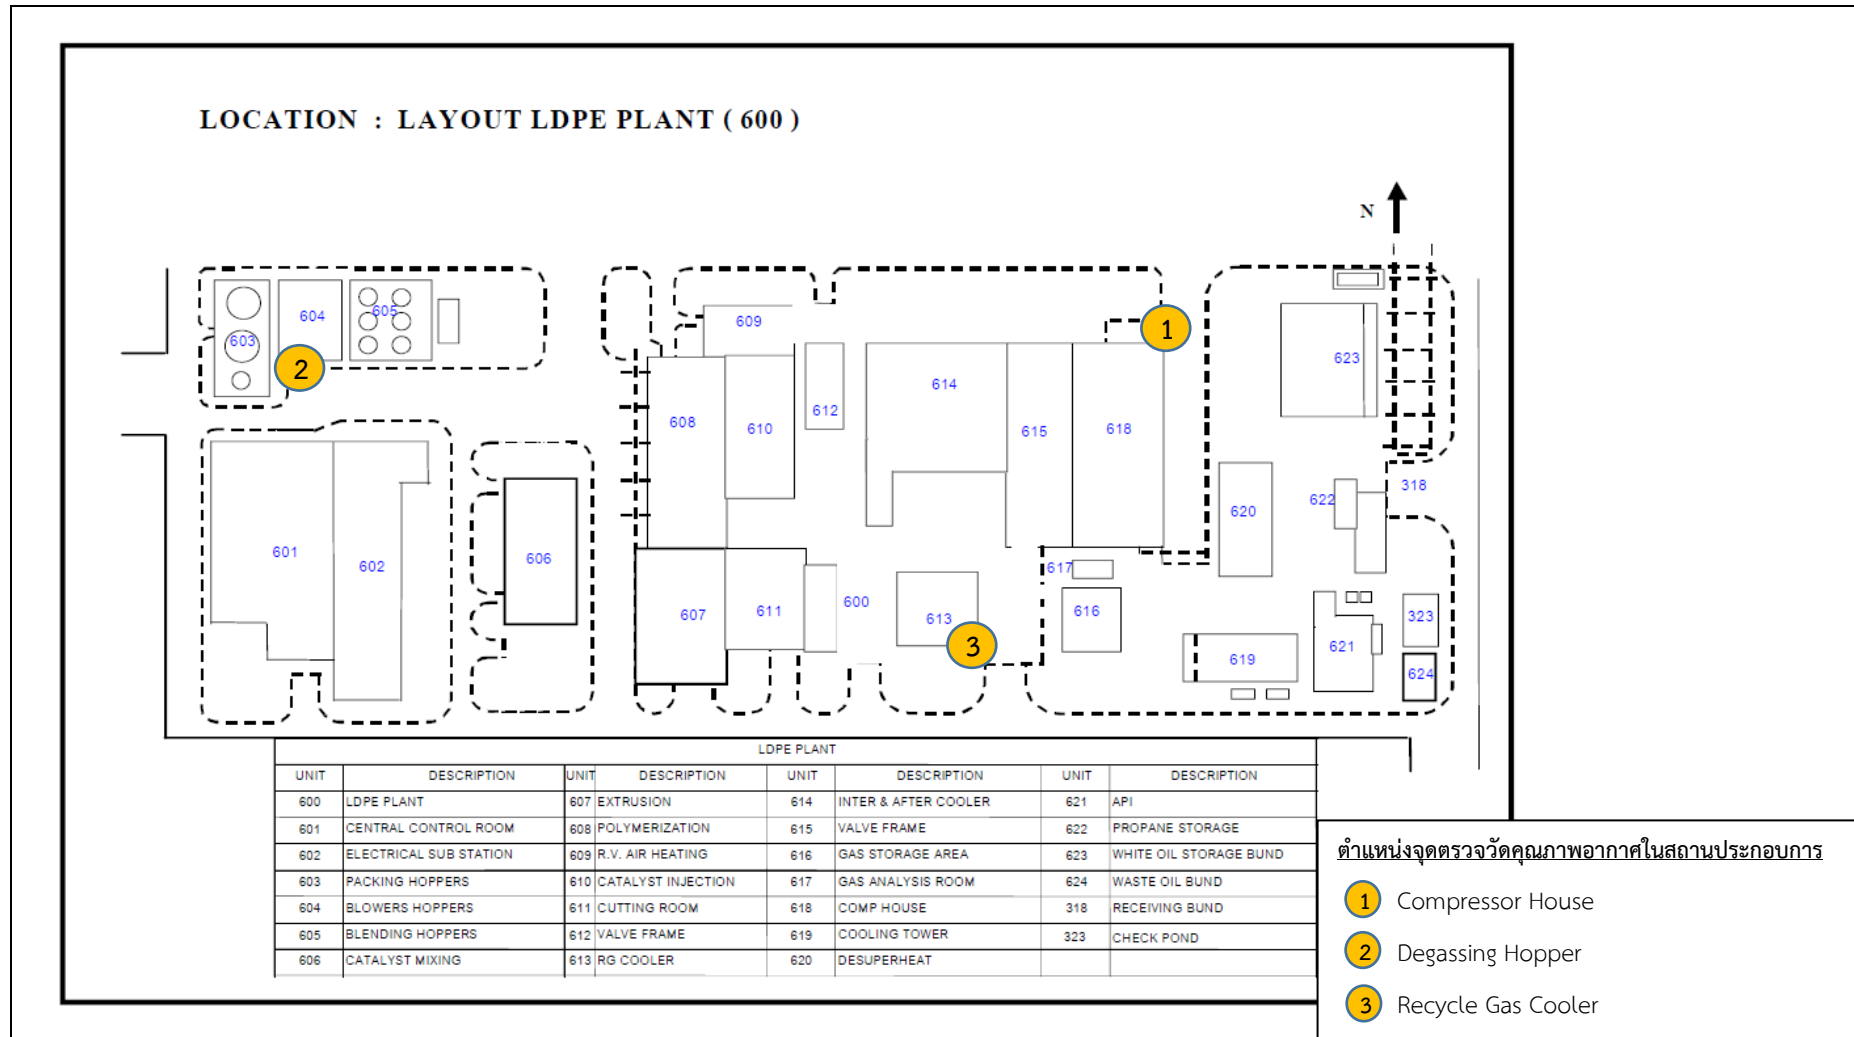 LOCATION : LAYOUT LDPE PLANT ( 600 )
N
603
604
605
609
1
2
623
608
610
612
614
615
618
601
602
606
620
622
318
607
611
600
613
3
617
616
619
621
323
624
LDPE PLANT
UNIT DESCRIPTION UNIT DESCRIPTION UNIT DESCRIPTION UNIT DESCRIPTION
600 LDPE PLANT 607 EXTRUSION 614 INTER & AFTER COOLER 621 API
601 CENTRAL CONTROL ROOM 608 POLYMERIZATION 615 VALVE FRAME 622 PROPANE STORAGE
602 ELECTRICAL SUB STATION 609 R.V. AIR HEATING 616 GAS STORAGE AREA 623 WHITE OIL STORAGE BUND
603 PACKING HOPPERS 610 CATALYST INJECTION 617 GAS ANALYSIS ROOM 624 WASTE OIL BUND
604 BLOWERS HOPPERS 611 CUTTING ROOM 618 COMP HOUSE 318 RECEIVING BUND
605 BLENDING HOPPERS 612 VALVE FRAME 619 COOLING TOWER 323 CHECK POND
606 CATALYST MIXING 613 RG COOLER 620 DESUPERHEAT
ตำแหน่งจุดตรวจวัดคุณภาพอากาศในสถานประกอบการ
1 Compressor House
2 Degassing Hopper
3 Recycle Gas Cooler